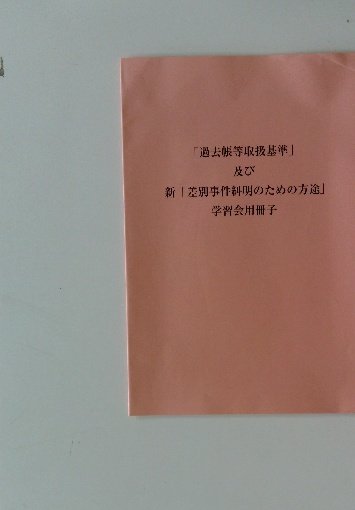 「過去帳等取扱基準」
及び
新「差別事件糾明のための方途」
学習会用冊子